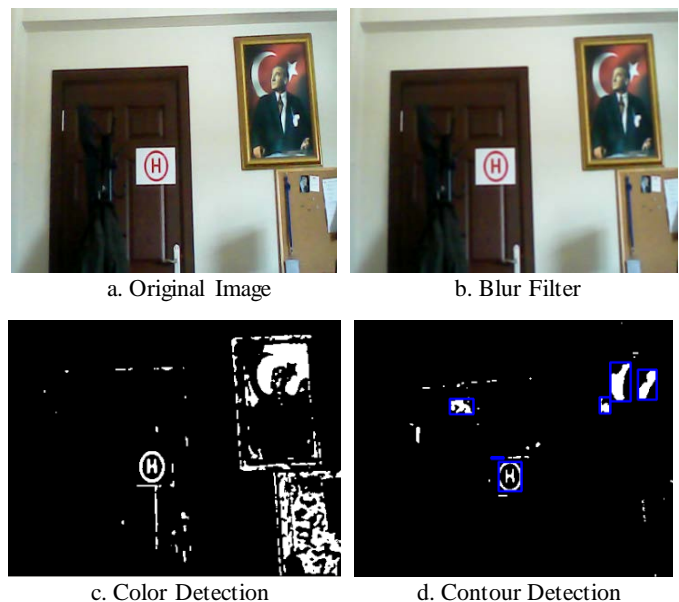 H
H
a. Original Image
b. Blur Filter
H
H
c. Color Detection
d. Contour Detection